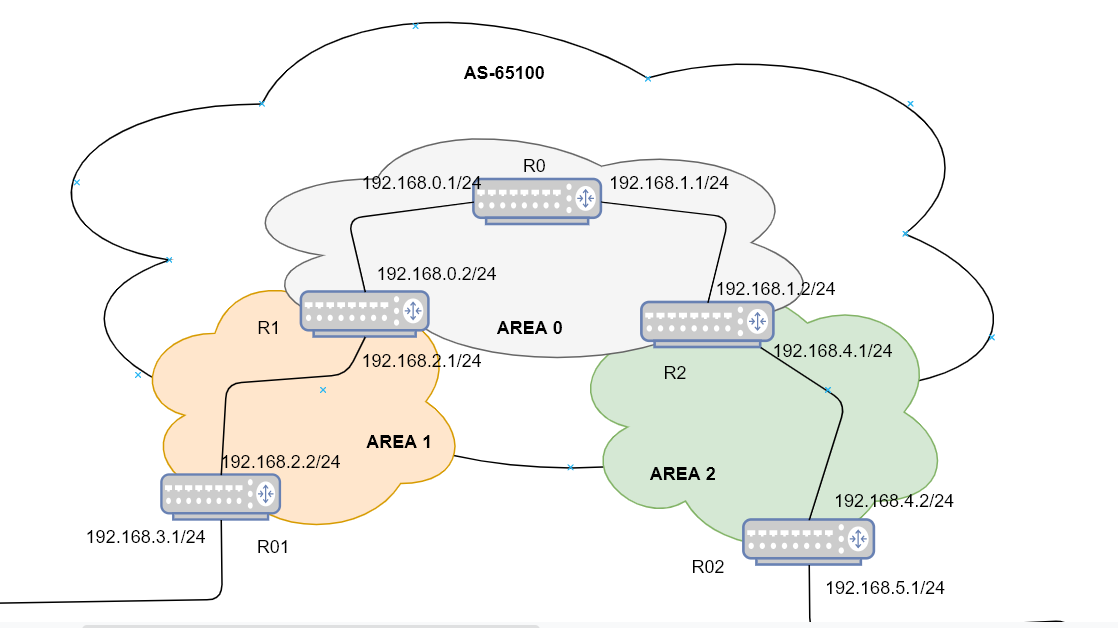 AS-65100
R0
192.168.0.1/24
192.168.1.1/24
192.168.0.2/24
192.168.1.2/24
R1
AREA 0
192.168.2.1/24
192.168.4.1/24
R2
AREA 1
192.168.2.2/24
AREA 2
192.168.4.2/24
192.168.3.1/24
R01
R02
192.168.5.1/24